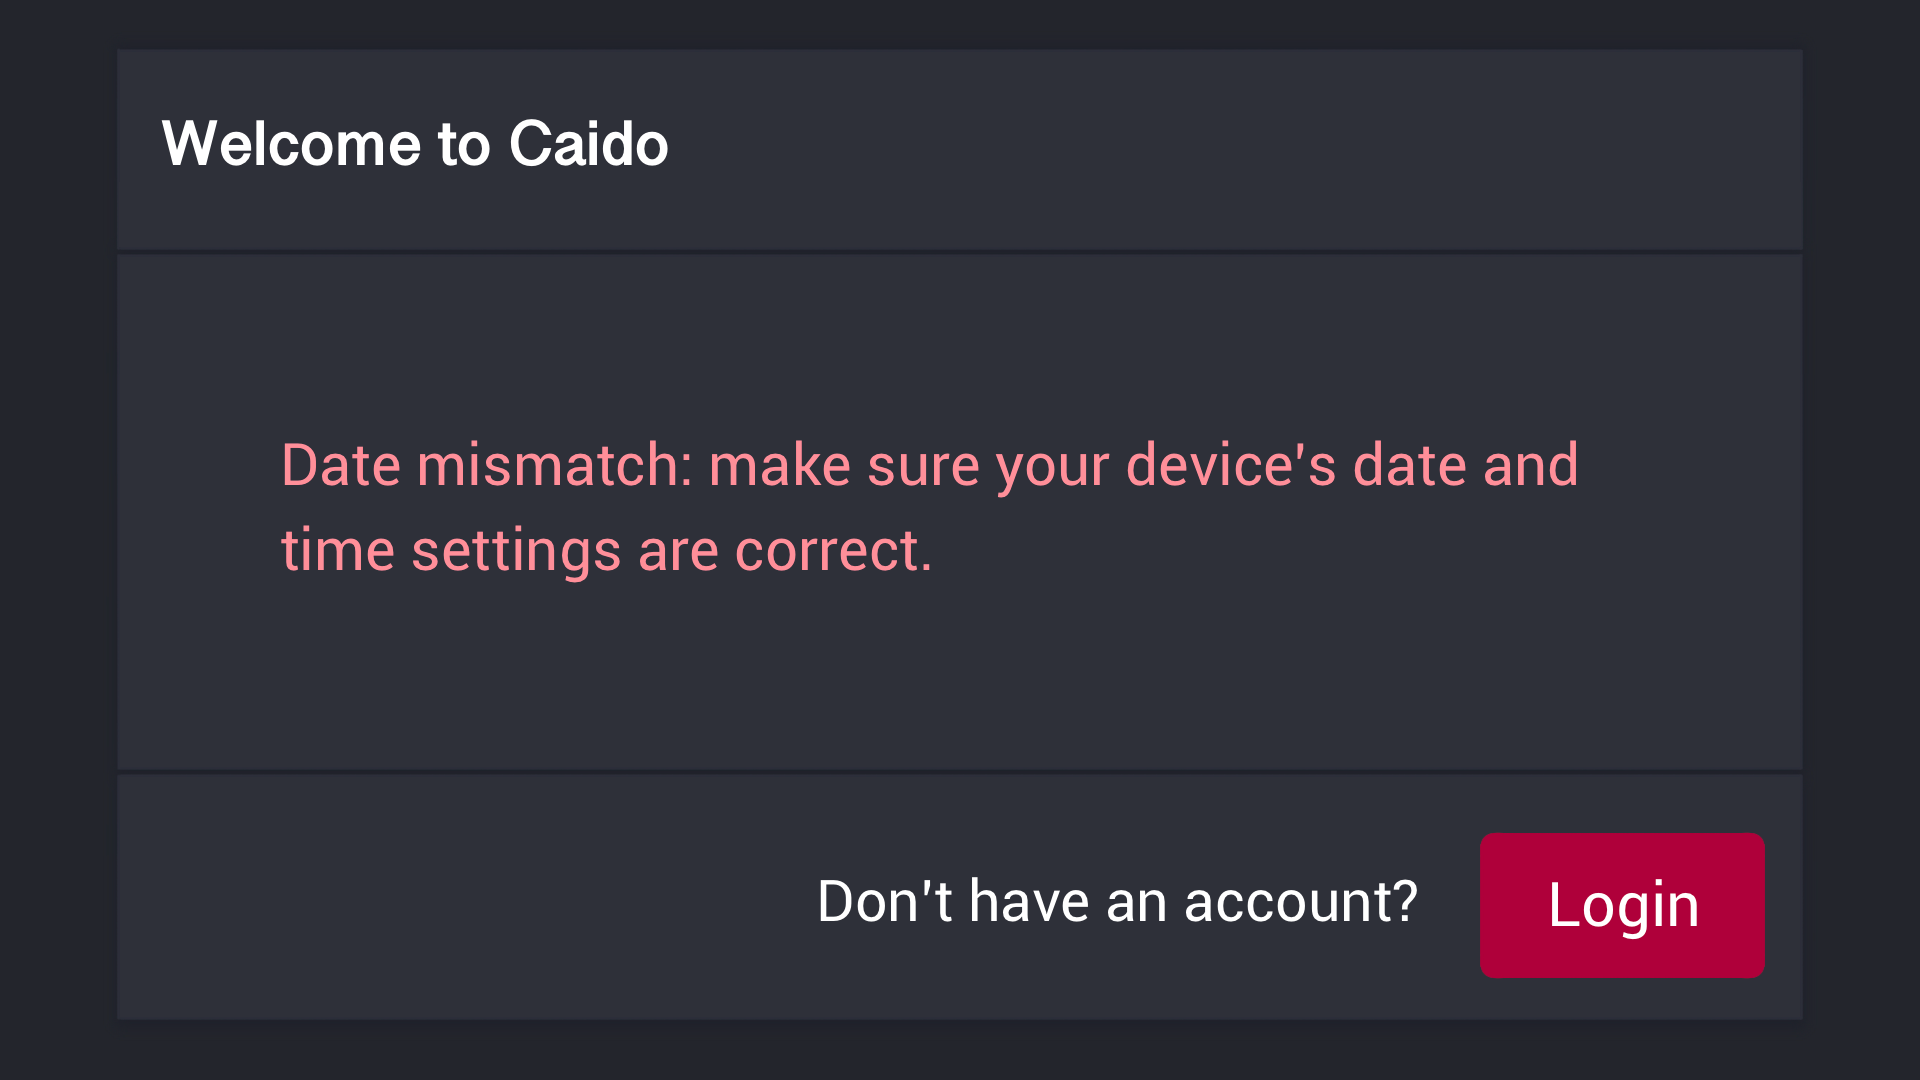 Welcome to Caido
Date mismatch: make sure your device's date and
time settings are correct.
Don't have an account?
Login